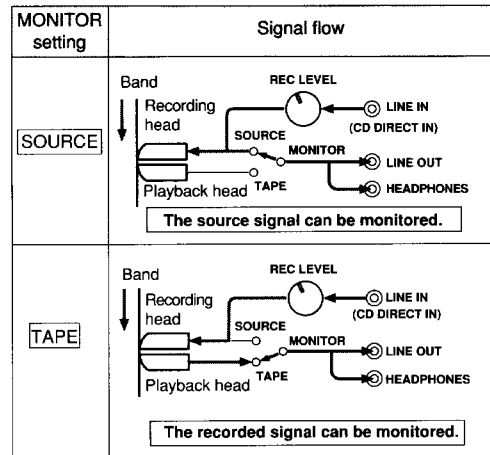 MONITOR
setting
Signal flow
SOURCE
Band
Recording
head
Playback head
REC LEVEL
LINE IN
(CD DIRECT IN)
SOURCE
MONITOR
TAPE
LINE OUT
HEADPHONES
The source signal can be monitored.
TAPE
Band
Recording
head
Playback head
REC LEVEL
LINE IN
(CD DIRECT IN)
SOURCE
MONITOR
TAPE
LINE OUT
HEADPHONES
The recorded signal can be monitored.